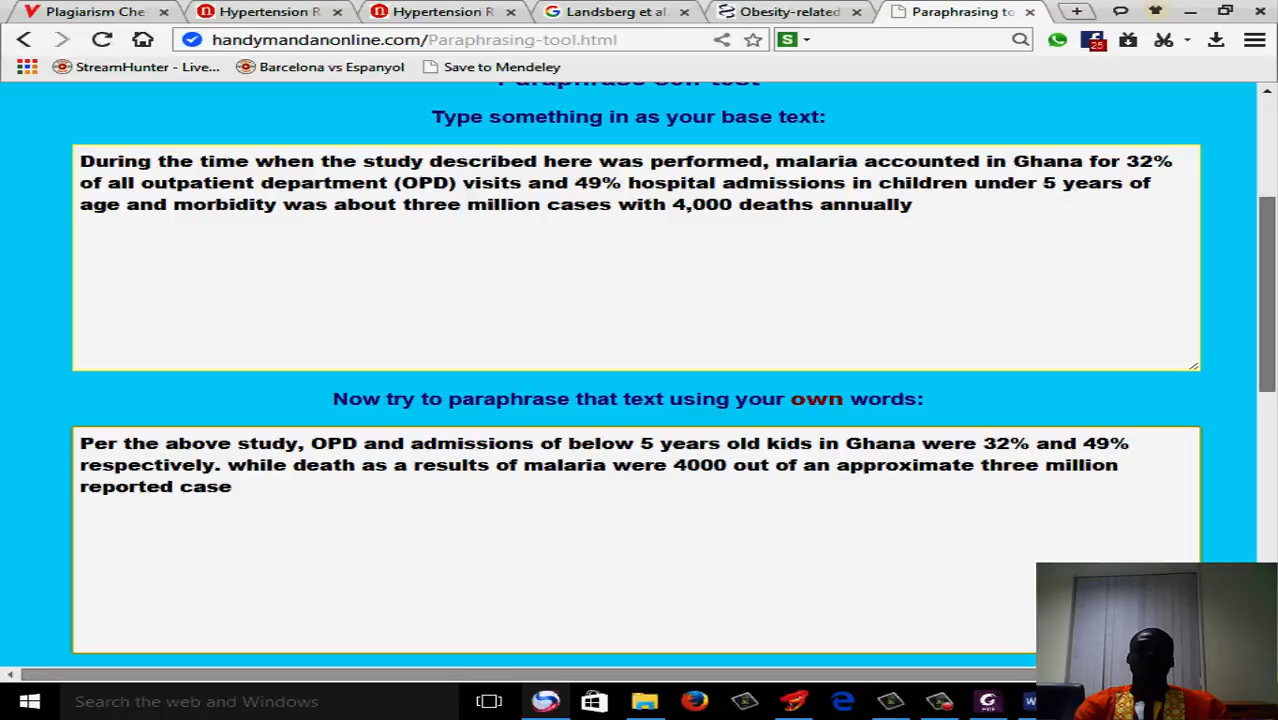 Plagiarism Che
Hypertension R
Hypertension R
Landsberg et al.
Obesity-related
Paraphrasing to
handymandanonline.com/Paraphrasing-tool.html
S
25
StreamHunter - Live...
Barcelona vs Espanyol
Save to Mendeley
Paraphrase self-test
Type something in as your base text:
During the time when the study described here was performed, malaria accounted in Ghana for 32%
of all outpatient department (OPD) visits and 49% hospital admissions in children under 5 years of
age and morbidity was about three million cases with 4,000 deaths annually
Now try to paraphrase that text using your own words:
Per the above study, OPD and admissions of below 5 years old kids in Ghana were 32% and 49%
respectively. while death as a results of malaria were 4000 out of an approximate three million
reported case
Search the web and Windows